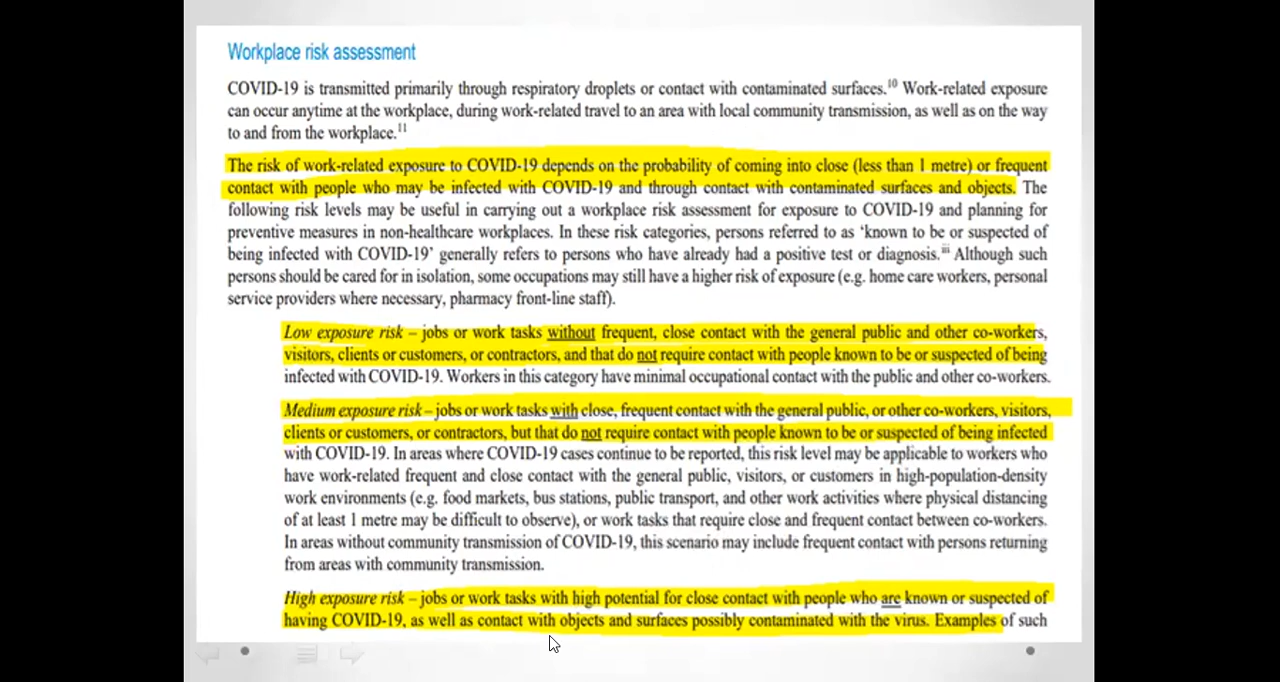 Workplace risk assessment
COVID-19 is transmitted primarily through respiratory droplets or contact with contaminated surfaces.10 Work-related exposure
can occur anytime at the workplace, during work-related travel to an area with local community transmission, as well as on the way
to and from the workplace.11
The risk of work-related exposure to COVID-19 depends on the probability of coming into close (less than 1 metre) or frequent
contact with people who may be infected with COVID-19 and through contact with contaminated surfaces and objects. The
following risk levels may be useful in carrying out a workplace risk assessment for exposure to COVID-19 and planning for
preventive measures in non-healthcare workplaces. In these risk categories, persons referred to as ‘known to be or suspected of
being infected with COVID-19’ generally refers to persons who have already had a positive test or diagnosis.iii Although such
persons should be cared for in isolation, some occupations may still have a higher risk of exposure (e.g. home care workers, personal
service providers where necessary, pharmacy front-line staff).
Low exposure risk – jobs or work tasks without frequent, close contact with the general public and other co-workers,
visitors, clients or customers, or contractors, and that do not require contact with people known to be or suspected of being
infected with COVID-19. Workers in this category have minimal occupational contact with the public and other co-workers.
Medium exposure risk – jobs or work tasks with close, frequent contact with the general public, or other co-workers, visitors,
clients or customers, or contractors, but that do not require contact with people known to be or suspected of being infected
with COVID-19. In areas where COVID-19 cases continue to be reported, this risk level may be applicable to workers who
have work-related frequent and close contact with the general public, visitors, or customers in high-population-density
work environments (e.g. food markets, bus stations, public transport, and other work activities where physical distancing
of at least 1 metre may be difficult to observe), or work tasks that require close and frequent contact between co-workers.
In areas without community transmission of COVID-19, this scenario may include frequent contact with persons returning
from areas with community transmission.
High exposure risk – jobs or work tasks with high potential for close contact with people who are known or suspected of
having COVID-19, as well as contact with objects and surfaces possibly contaminated with the virus. Examples of such